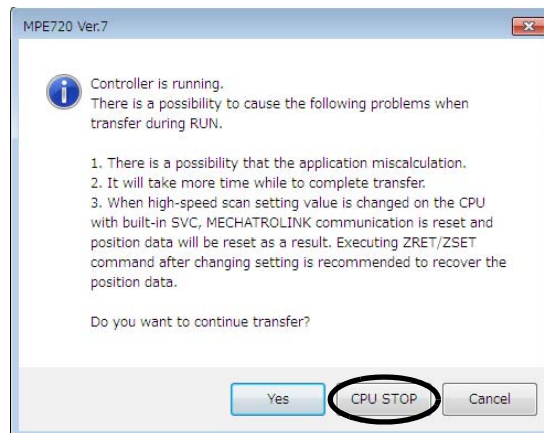 MPE720 Ver.7
Controller is running.
There is a possibility to cause the following problems when
transfer during RUN.
1. There is a possibility that the application miscalculation.
2. It will take more time while to complete transfer.
3. When high-speed scan setting value is changed on the CPU
with built-in SVC, MECHATROLINK communication is reset and
position data will be reset as a result. Executing ZRET/ZSET
command after changing setting is recommended to recover the
position data.
Do you want to continue transfer?
Yes CPU STOP Cancel